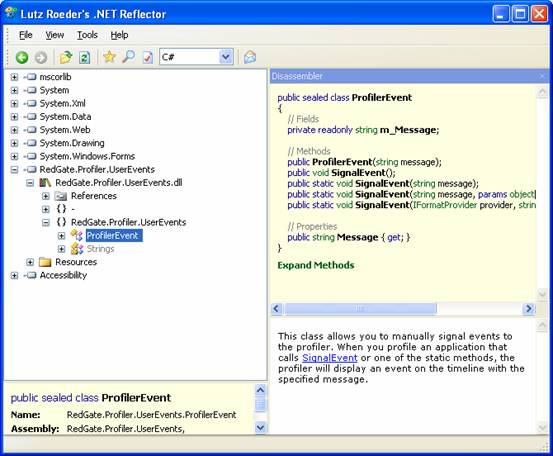 Lutz Roeder's .NET Reflector
File View Tools Help
C#
mscorlib
System
System.Xml
System.Data
System.Web
System.Drawing
System.Windows.Forms
RedGate.Profiler.UserEvents
RedGate.Profiler.UserEvents.dll
References
{ } -
{ } RedGate.Profiler.UserEvents
ProfilerEvent
Strings
Resources
Accessibility
public sealed class ProfilerEvent
Name: RedGate.Profiler.UserEvents.ProfilerEvent
Assembly: RedGate.Profiler.UserEvents,
Disassembler
public sealed class ProfilerEvent
{
// Fields
private readonly string m_Message;
// Methods
public ProfilerEvent(string message);
public void SignalEvent();
public static void SignalEvent(string message);
public static void SignalEvent(string message, params object
public static void SignalEvent(IFormatProvider provider, strin
// Properties
public string Message { get; }
}
Expand Methods
This class allows you to manually signal events to
the profiler. When you profile an application that
calls SignalEvent or one of the static methods, the
profiler will display an event on the timeline with the
specified message.